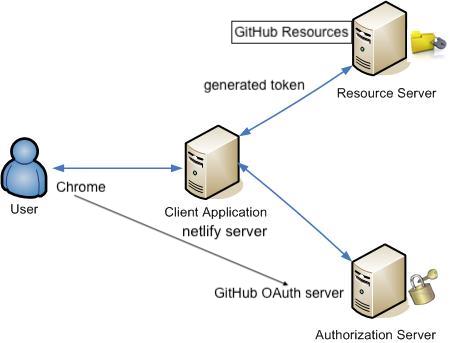 GitHub Resources
generated token
Resource Server
Chrome
User
Client Application
netlify server
GitHub OAuth server
Authorization Server